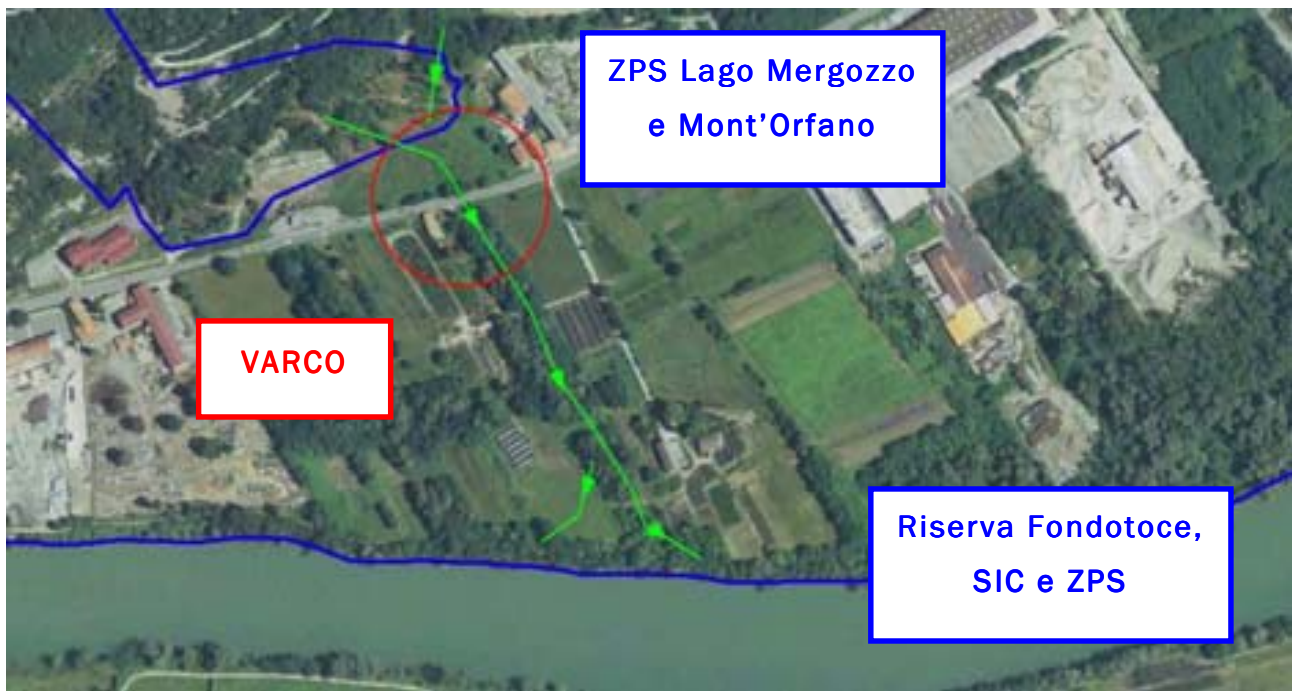 ZPS Lago Mergozzo
e Mont'Orfano
VARCO
Riserva Fondotoce,
SIC e ZPS